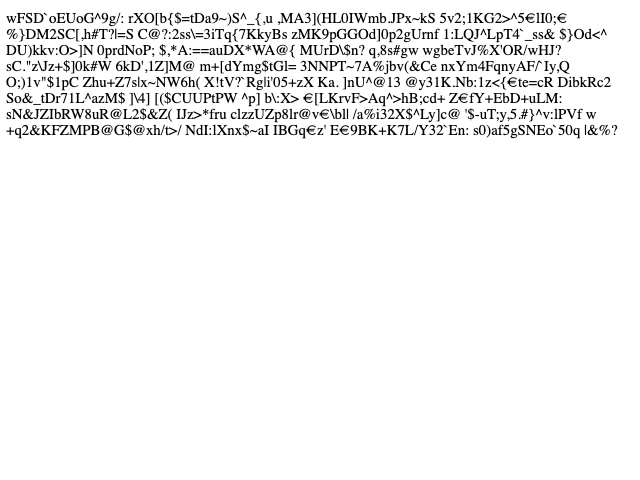 wFSD`oEUoG^9g/: rXO[b{$=tDa9~)S^_{,u ,MA3](HL0IWmb.JPx~kS 5v2;1KG2>^5€lI0;€
%}DM2SC[,h#T?l=S C@?:2ss\=3iTq{7KkyBs zMK9pGGOd]0p2gUrnf 1:LQJ^LpT4`_ss& $}Od<^
DU)kkv:O>]N 0prdNoP; $,*A:==auDX*WA@{ MUrD\$n? q,8s#gw wgbeTvJ%X'OR/wHJ?
sC."z\Jz+$]0k#W 6kD',1Z]M@ m+[dYmg$tGl= 3NNPT~7A%jbv(&Ce nxYm4FqnyAF/`Iy,Q
O,;)1v"$1pC Zhu+Z7slx~NW6h( X!tV?`Rgli'05+zX Ka. ]nU^@13 @y31K.Nb:1z<{€te=cR DibkRc2
So&_tDr71L^azM$ ]\4] [($CUUPtPW ^p] b\:X> €[LKrvF>Aq^>hB;cd+ Z€fY+EbD+uLM:
sN&JZIbRW8uR@L2$&Z( IJz>*fru clzzUZp8lr@v€\bl| /a%i32X$^Ly]c@ '$-uT;y,5.#}^v:lPVf w
+q2&KFZMPB@G$@xh/t>/ NdI:lXnx$~aI IBGq€z' E€9BK+K7L/Y32`En: s0)af5gSNEo`50q |&%?